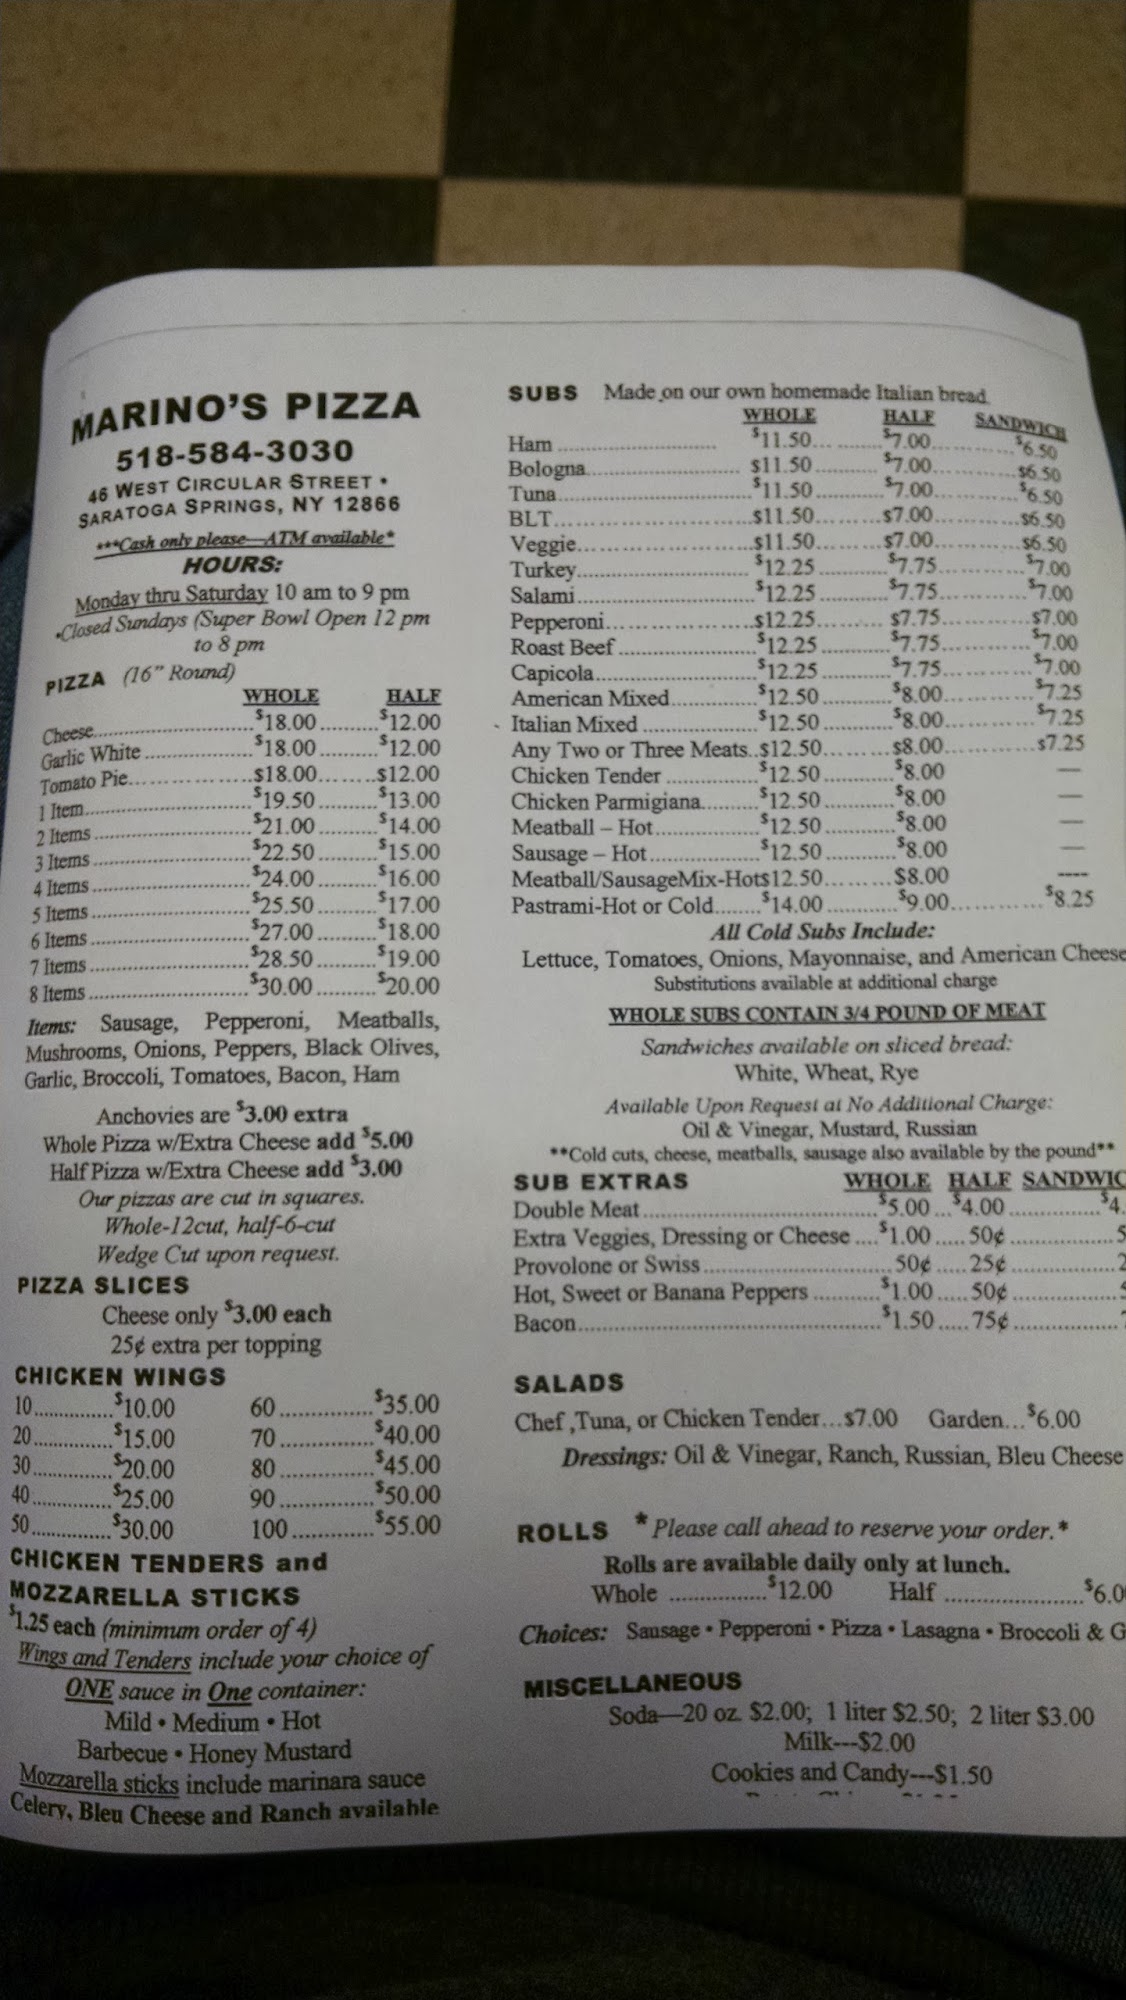 MARINO'S PIZZA
518-584-3030
46 WEST CIRCULAR STREET •
SARATOGA SPRINGS, NY 12866
***Cash only please—ATM available*
HOURS:
Monday thru Saturday 10 am to 9 pm
•Closed Sundays (Super Bowl Open 12 pm
to 8 pm
PIZZA (16" Round)
WHOLE HALF
Cheese $18.00 $12.00
Garlic White $18.00 $12.00
Tomato Pie $18.00 $12.00
1 Item $19.50 $13.00
2 Items $21.00 $14.00
3 Items $22.50 $15.00
4 Items $24.00 $16.00
5 Items $25.50 $17.00
6 Items $27.00 $18.00
7 Items $28.50 $19.00
8 Items $30.00 $20.00
Items: Sausage, Pepperoni, Meatballs,
Mushrooms, Onions, Peppers, Black Olives,
Garlic, Broccoli, Tomatoes, Bacon, Ham
Anchovies are $3.00 extra
Whole Pizza w/Extra Cheese add $5.00
Half Pizza w/Extra Cheese add $3.00
Our pizzas are cut in squares.
Whole-12cut, half-6-cut
Wedge Cut upon request.
PIZZA SLICES
Cheese only $3.00 each
25¢ extra per topping
CHICKEN WINGS
10 $10.00 60 $35.00
20 $15.00 70 $40.00
30 $20.00 80 $45.00
40 $25.00 90 $50.00
50 $30.00 100 $55.00
CHICKEN TENDERS and
MOZZARELLA STICKS
$1.25 each (minimum order of 4)
Wings and Tenders include your choice of
ONE sauce in One container:
Mild • Medium • Hot
Barbecue • Honey Mustard
Mozzarella sticks include marinara sauce
Celery, Bleu Cheese and Ranch available
SUBS Made on our own homemade Italian bread.
WHOLE HALF SANDWICH
Ham $11.50 $7.00 $6.50
Bologna $11.50 $7.00 $6.50
Tuna $11.50 $7.00 $6.50
BLT $11.50 $7.00 $6.50
Veggie $11.50 $7.00 $6.50
Turkey $12.25 $7.75 $7.00
Salami $12.25 $7.75 $7.00
Pepperoni $12.25 $7.75 $7.00
Roast Beef $12.25 $7.75 $7.00
Capicola $12.25 $7.75 $7.00
American Mixed $12.50 $8.00 $7.25
Italian Mixed $12.50 $8.00 $7.25
Any Two or Three Meats $12.50 $8.00 $7.25
Chicken Tender $12.50 $8.00 —
Chicken Parmigiana $12.50 $8.00 —
Meatball – Hot $12.50 $8.00 —
Sausage – Hot $12.50 $8.00 —
Meatball/SausageMix-Hot $12.50 $8.00 ----
Pastrami-Hot or Cold $14.00 $9.00 $8.25
All Cold Subs Include:
Lettuce, Tomatoes, Onions, Mayonnaise, and American Cheese
Substitutions available at additional charge
WHOLE SUBS CONTAIN 3/4 POUND OF MEAT
Sandwiches available on sliced bread:
White, Wheat, Rye
Available Upon Request at No Additional Charge:
Oil & Vinegar, Mustard, Russian
**Cold cuts, cheese, meatballs, sausage also available by the pound**
SUB EXTRAS WHOLE HALF SANDWIC
Double Meat $5.00 $4.00 $4.
Extra Veggies, Dressing or Cheese $1.00 50¢ 5
Provolone or Swiss 50¢ 25¢ 2
Hot, Sweet or Banana Peppers $1.00 50¢
Bacon $1.50 75¢
SALADS
Chef ,Tuna, or Chicken Tender...$7.00 Garden...$6.00
Dressings: Oil & Vinegar, Ranch, Russian, Bleu Cheese
ROLLS *Please call ahead to reserve your order.*
Rolls are available daily only at lunch.
Whole $12.00 Half $6.0
Choices: Sausage • Pepperoni • Pizza • Lasagna • Broccoli & G
MISCELLANEOUS
Soda—20 oz. $2.00; 1 liter $2.50; 2 liter $3.00
Milk---$2.00
Cookies and Candy---$1.50